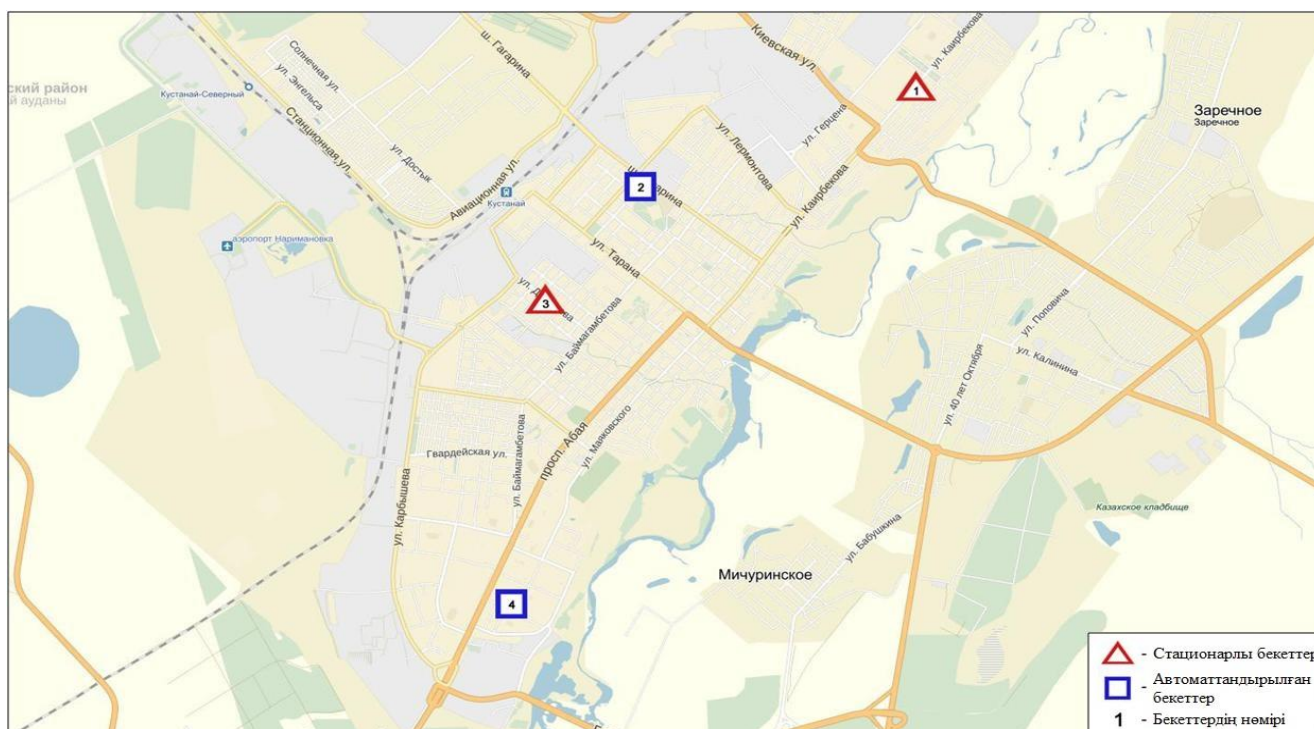 ский район
й ауданы
Кустанай-Северный
Солнечная ул.
ул. Энгельса
Станционная ул.
ул. Достык
ш. Гагарина
Авиационная ул.
Кустанай
аэропорт Наримановка
Киевская ул.
ул. Каирбекова
1
ул. Герцена
ул. Лермонтова
ул. Каирбекова
2
ул. Тарана
3
ул. Баймагамбетова
Заречное
Заречное
ул. Поповича
ул. Калинина
ул. 40 лет Октября
просп. Абая
ул. Маяковского
Гвардейская ул.
ул. Баймагамбетова
ул. Карбышева
4
Мичуринское
ул. Бабушкина
Казахское кладбище
- Стационарлы бекеттер
- Автоматтандырылған
бекеттер
1 - Бекеттердің нөмірі